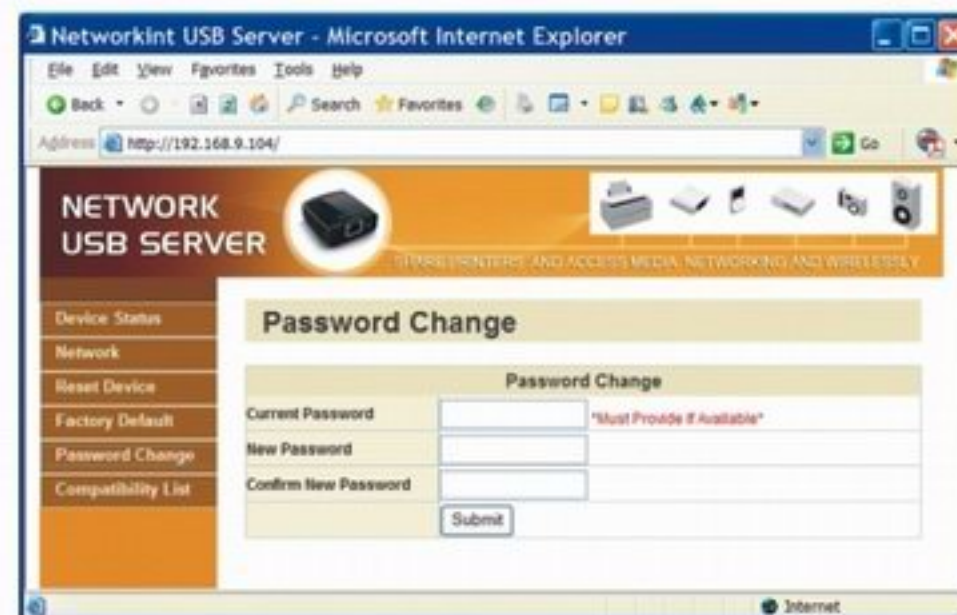 Networkint USB Server - Microsoft Internet Explorer
File Edit View Favorites Tools Help
Back Search Favorites
Address http://192.168.9.104/ Go
NETWORK
USB SERVER
SHARE PRINTERS, AND ACCESS MEDIA, NETWORKING AND WIRELESSLY
Device Status
Network
Reset Device
Factory Default
Password Change
Compatibility List
Password Change
Password Change
Current Password *Must Provide If Available*
New Password
Confirm New Password
Submit
Internet